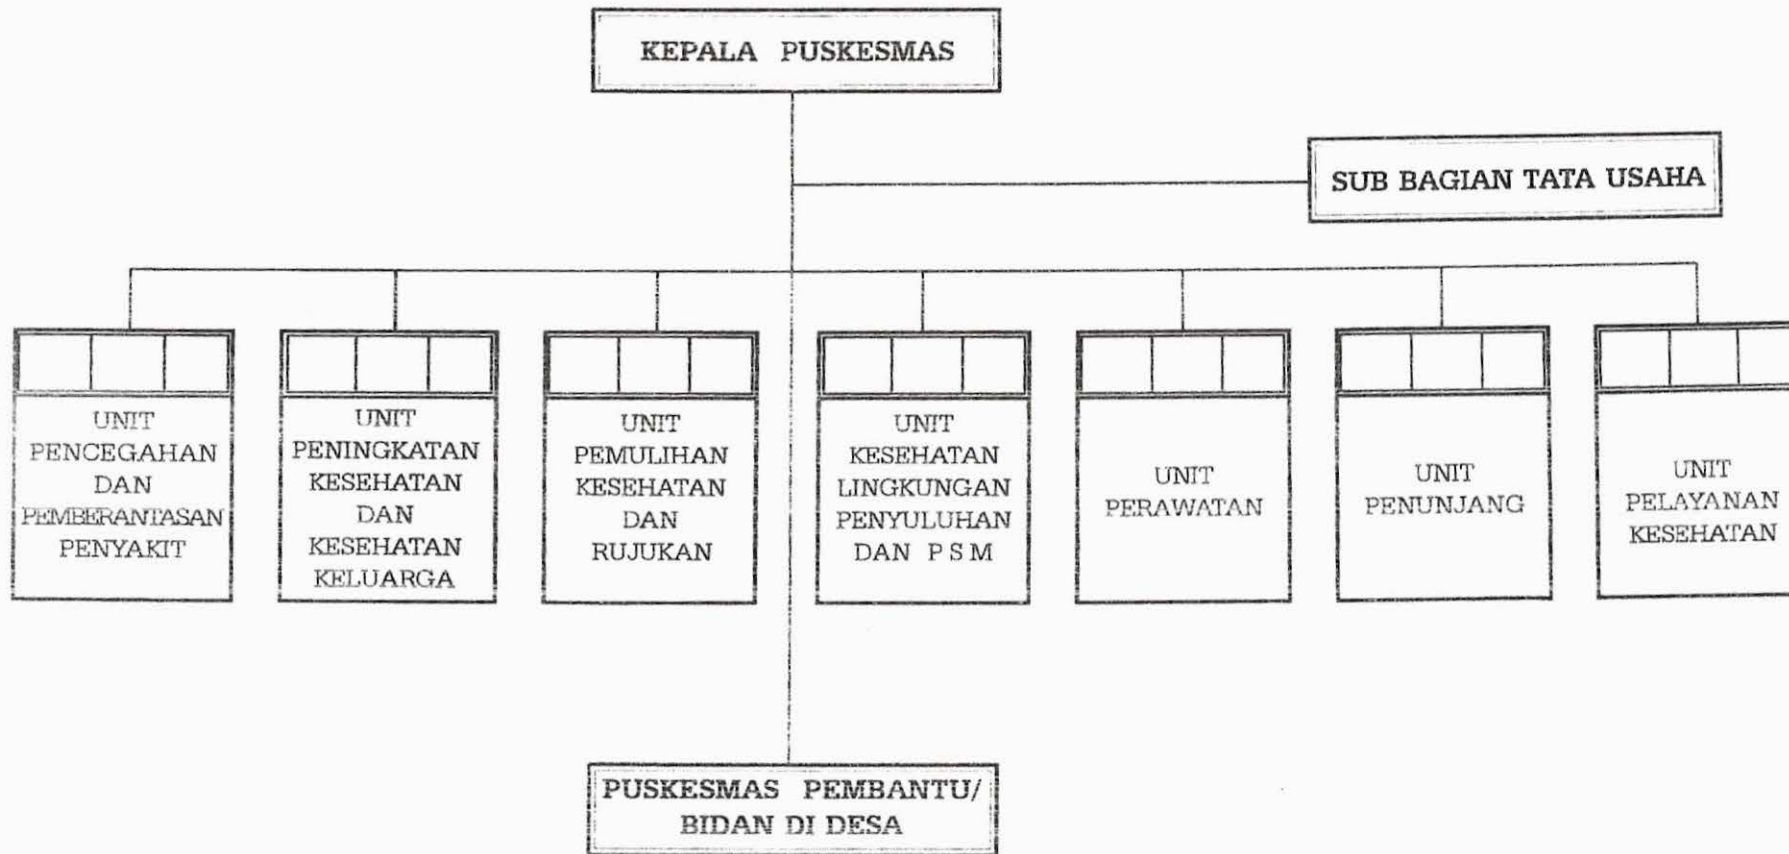 KEPALA PUSKESMAS
SUB BAGIAN TATA USAHA
UNIT
PENCEGAHAN
DAN
PEMBERANTASAN
PENYAKIT
UNIT
PENINGKATAN
KESEHATAN
DAN
KESEHATAN
KELUARGA
UNIT
PEMULIHAN
KESEHATAN
DAN
RUJUKAN
UNIT
KESEHATAN
LINGKUNGAN
PENYULUHAN
DAN P S M
UNIT
PERAWATAN
UNIT
PENUNJANG
UNIT
PELAYANAN
KESEHATAN
PUSKESMAS PEMBANTU/
BIDAN DI DESA